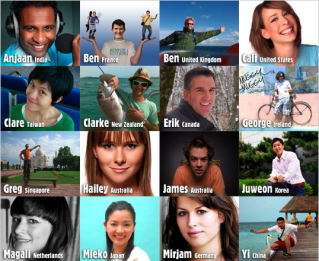 Anjaan India
Ben France
Ben United Kingdom
Cali United States
Clare Taiwan
Clarke New Zealand
Erik Canada
George Ireland
Greg Singapore
Hailey Australia
James Australia
Juweon Korea
Magali Netherlands
Mieko Japan
Mirjam Germany
Yi China